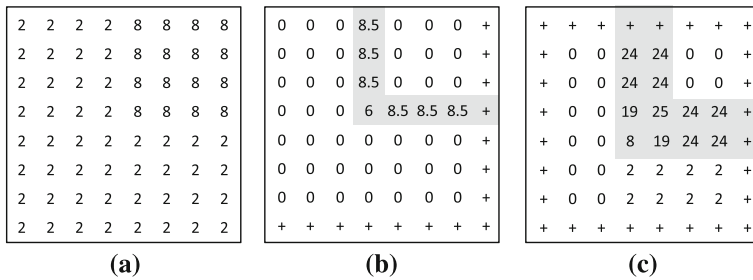 2 2 2 2 8 8 8 8
2 2 2 2 8 8 8 8
2 2 2 2 8 8 8 8
2 2 2 2 8 8 8 8
2 2 2 2 2 2 2 2
2 2 2 2 2 2 2 2
2 2 2 2 2 2 2 2
2 2 2 2 2 2 2 2
(a)
0 0 0 8.5 0 0 0 +
0 0 0 8.5 0 0 0 +
0 0 0 8.5 0 0 0 +
0 0 0 6 8.5 8.5 8.5 +
0 0 0 0 0 0 0 +
0 0 0 0 0 0 0 +
0 0 0 0 0 0 0 +
+ + + + + + + +
(b)
+ + + + + + + +
+ 0 0 24 24 0 0 +
+ 0 0 24 24 0 0 +
+ 0 0 19 25 24 24 +
+ 0 0 8 19 24 24 +
+ 0 0 2 2 2 2 +
+ 0 0 2 2 2 2 +
+ + + + + + + +
(c)